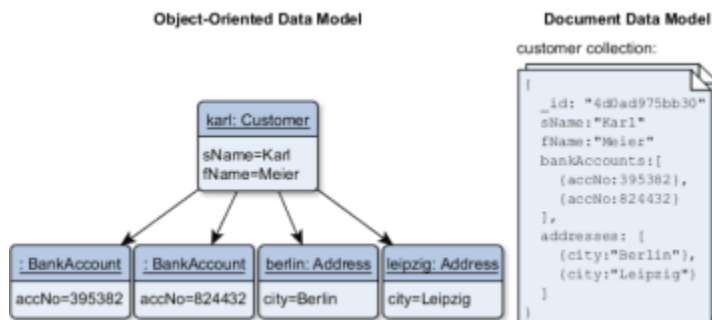 Object-Oriented Data Model
karl: Customer
sName=Karl
fName=Meier
: BankAccount
accNo=395382
: BankAccount
accNo=824432
berlin: Address
city=Berlin
leipzig: Address
city=Leipzig
Document Data Model
customer collection:
{
_id: "4d0ad975bb30"
sName:"Karl"
fName:"Meier"
bankAccounts:[
{accNo:395382},
{accNo:824432}
],
addresses: [
{city:"Berlin"},
{city:"Leipzig"}
]
}